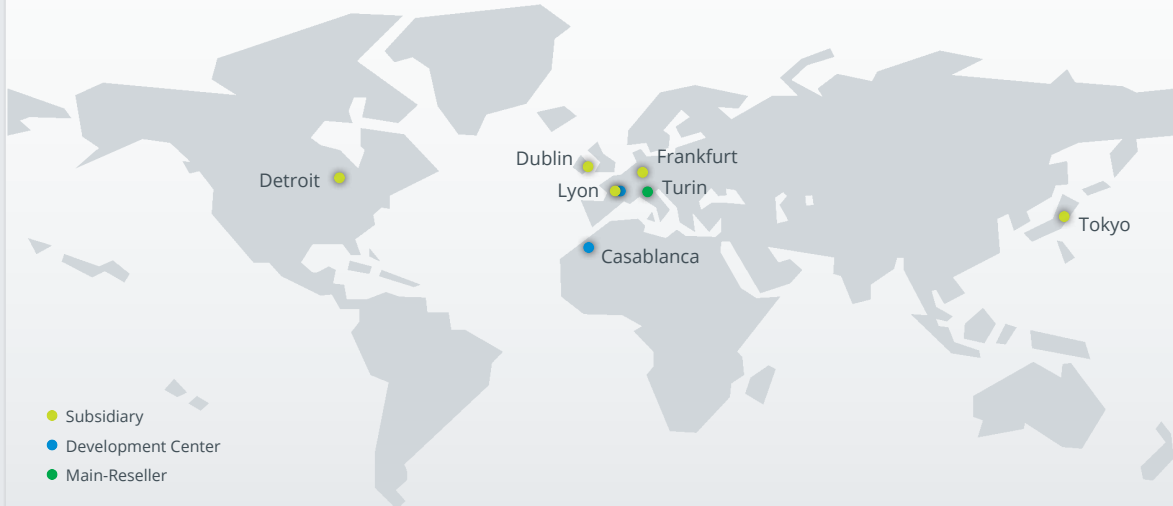 Dublin
Frankfurt
Detroit
Lyon
Turin
Tokyo
Casablanca
Subsidiary
Development Center
Main-Reseller